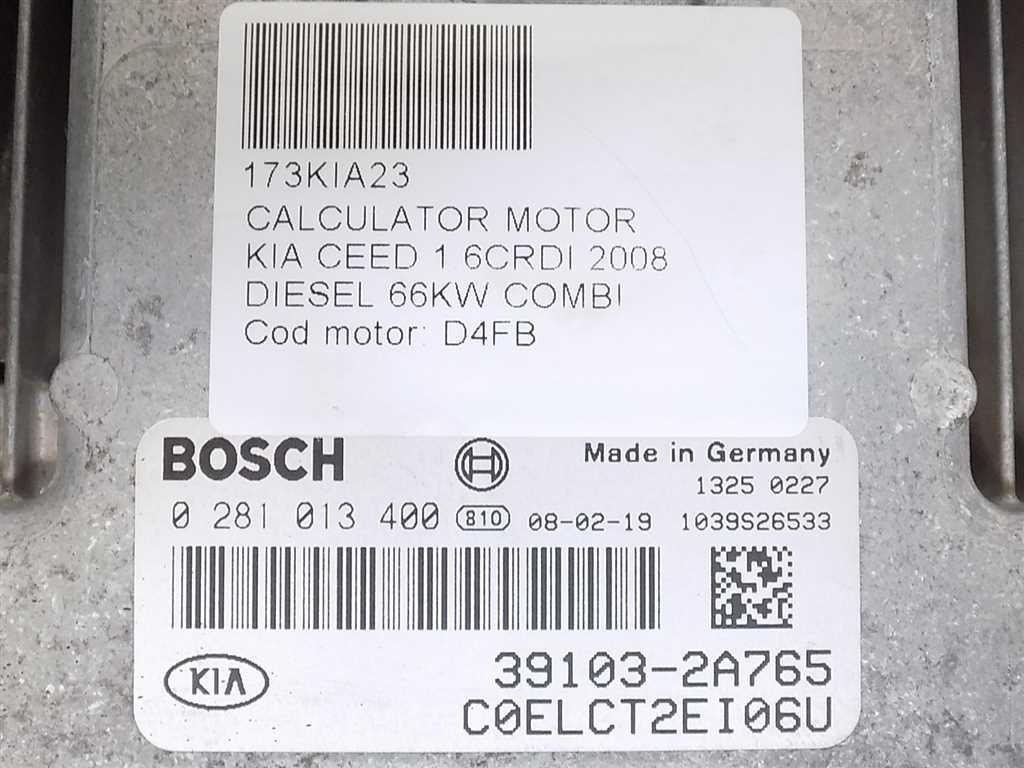 173KIA23
CALCULATOR MOTOR
KIA CEED 1 6CRDI 2008
DIESEL 66KW COMBI
Cod motor: D4FB
BOSCH
Made in Germany
1325 0227
0 281 013 400 810 08-02-19 1039S26533
KIA
39103-2A765
C0ELCT2EI06U